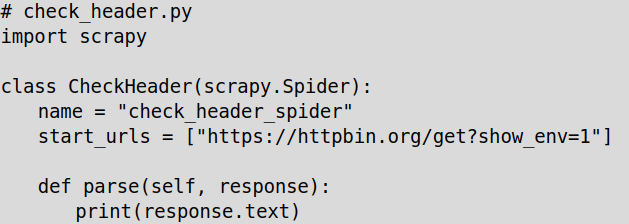 # check_header.py
import scrapy

class CheckHeader(scrapy.Spider):
    name = "check_header_spider"
    start_urls = ["https://httpbin.org/get?show_env=1"]

    def parse(self, response):
        print(response.text)